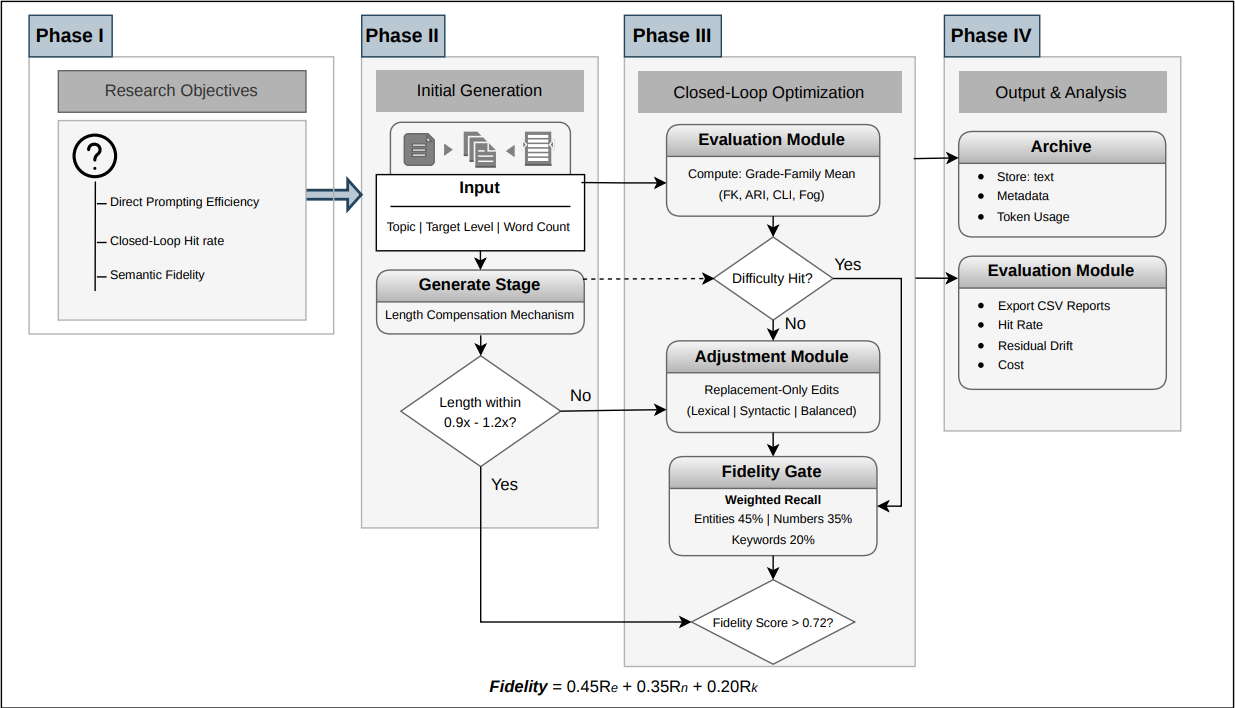 Phase I
Research Objectives
?
Direct Prompting Efficiency
Closed-Loop Hit rate
Semantic Fidelity
Phase II
Initial Generation
Input
Topic | Target Level | Word Count
Generate Stage
Length Compensation Mechanism
Length within
0.9x - 1.2x?
No
Yes
Phase III
Closed-Loop Optimization
Evaluation Module
Compute: Grade-Family Mean
(FK, ARI, CLI, Fog)
Difficulty Hit?
Yes
No
Adjustment Module
Replacement-Only Edits
(Lexical | Syntactic | Balanced)
Fidelity Gate
Weighted Recall
Entities 45% | Numbers 35%
Keywords 20%
Fidelity Score > 0.72?
Phase IV
Output & Analysis
Archive
Store: text
Metadata
Token Usage
Evaluation Module
Export CSV Reports
Hit Rate
Residual Drift
Cost
Fidelity = 0.45Re + 0.35Rn + 0.20Rk